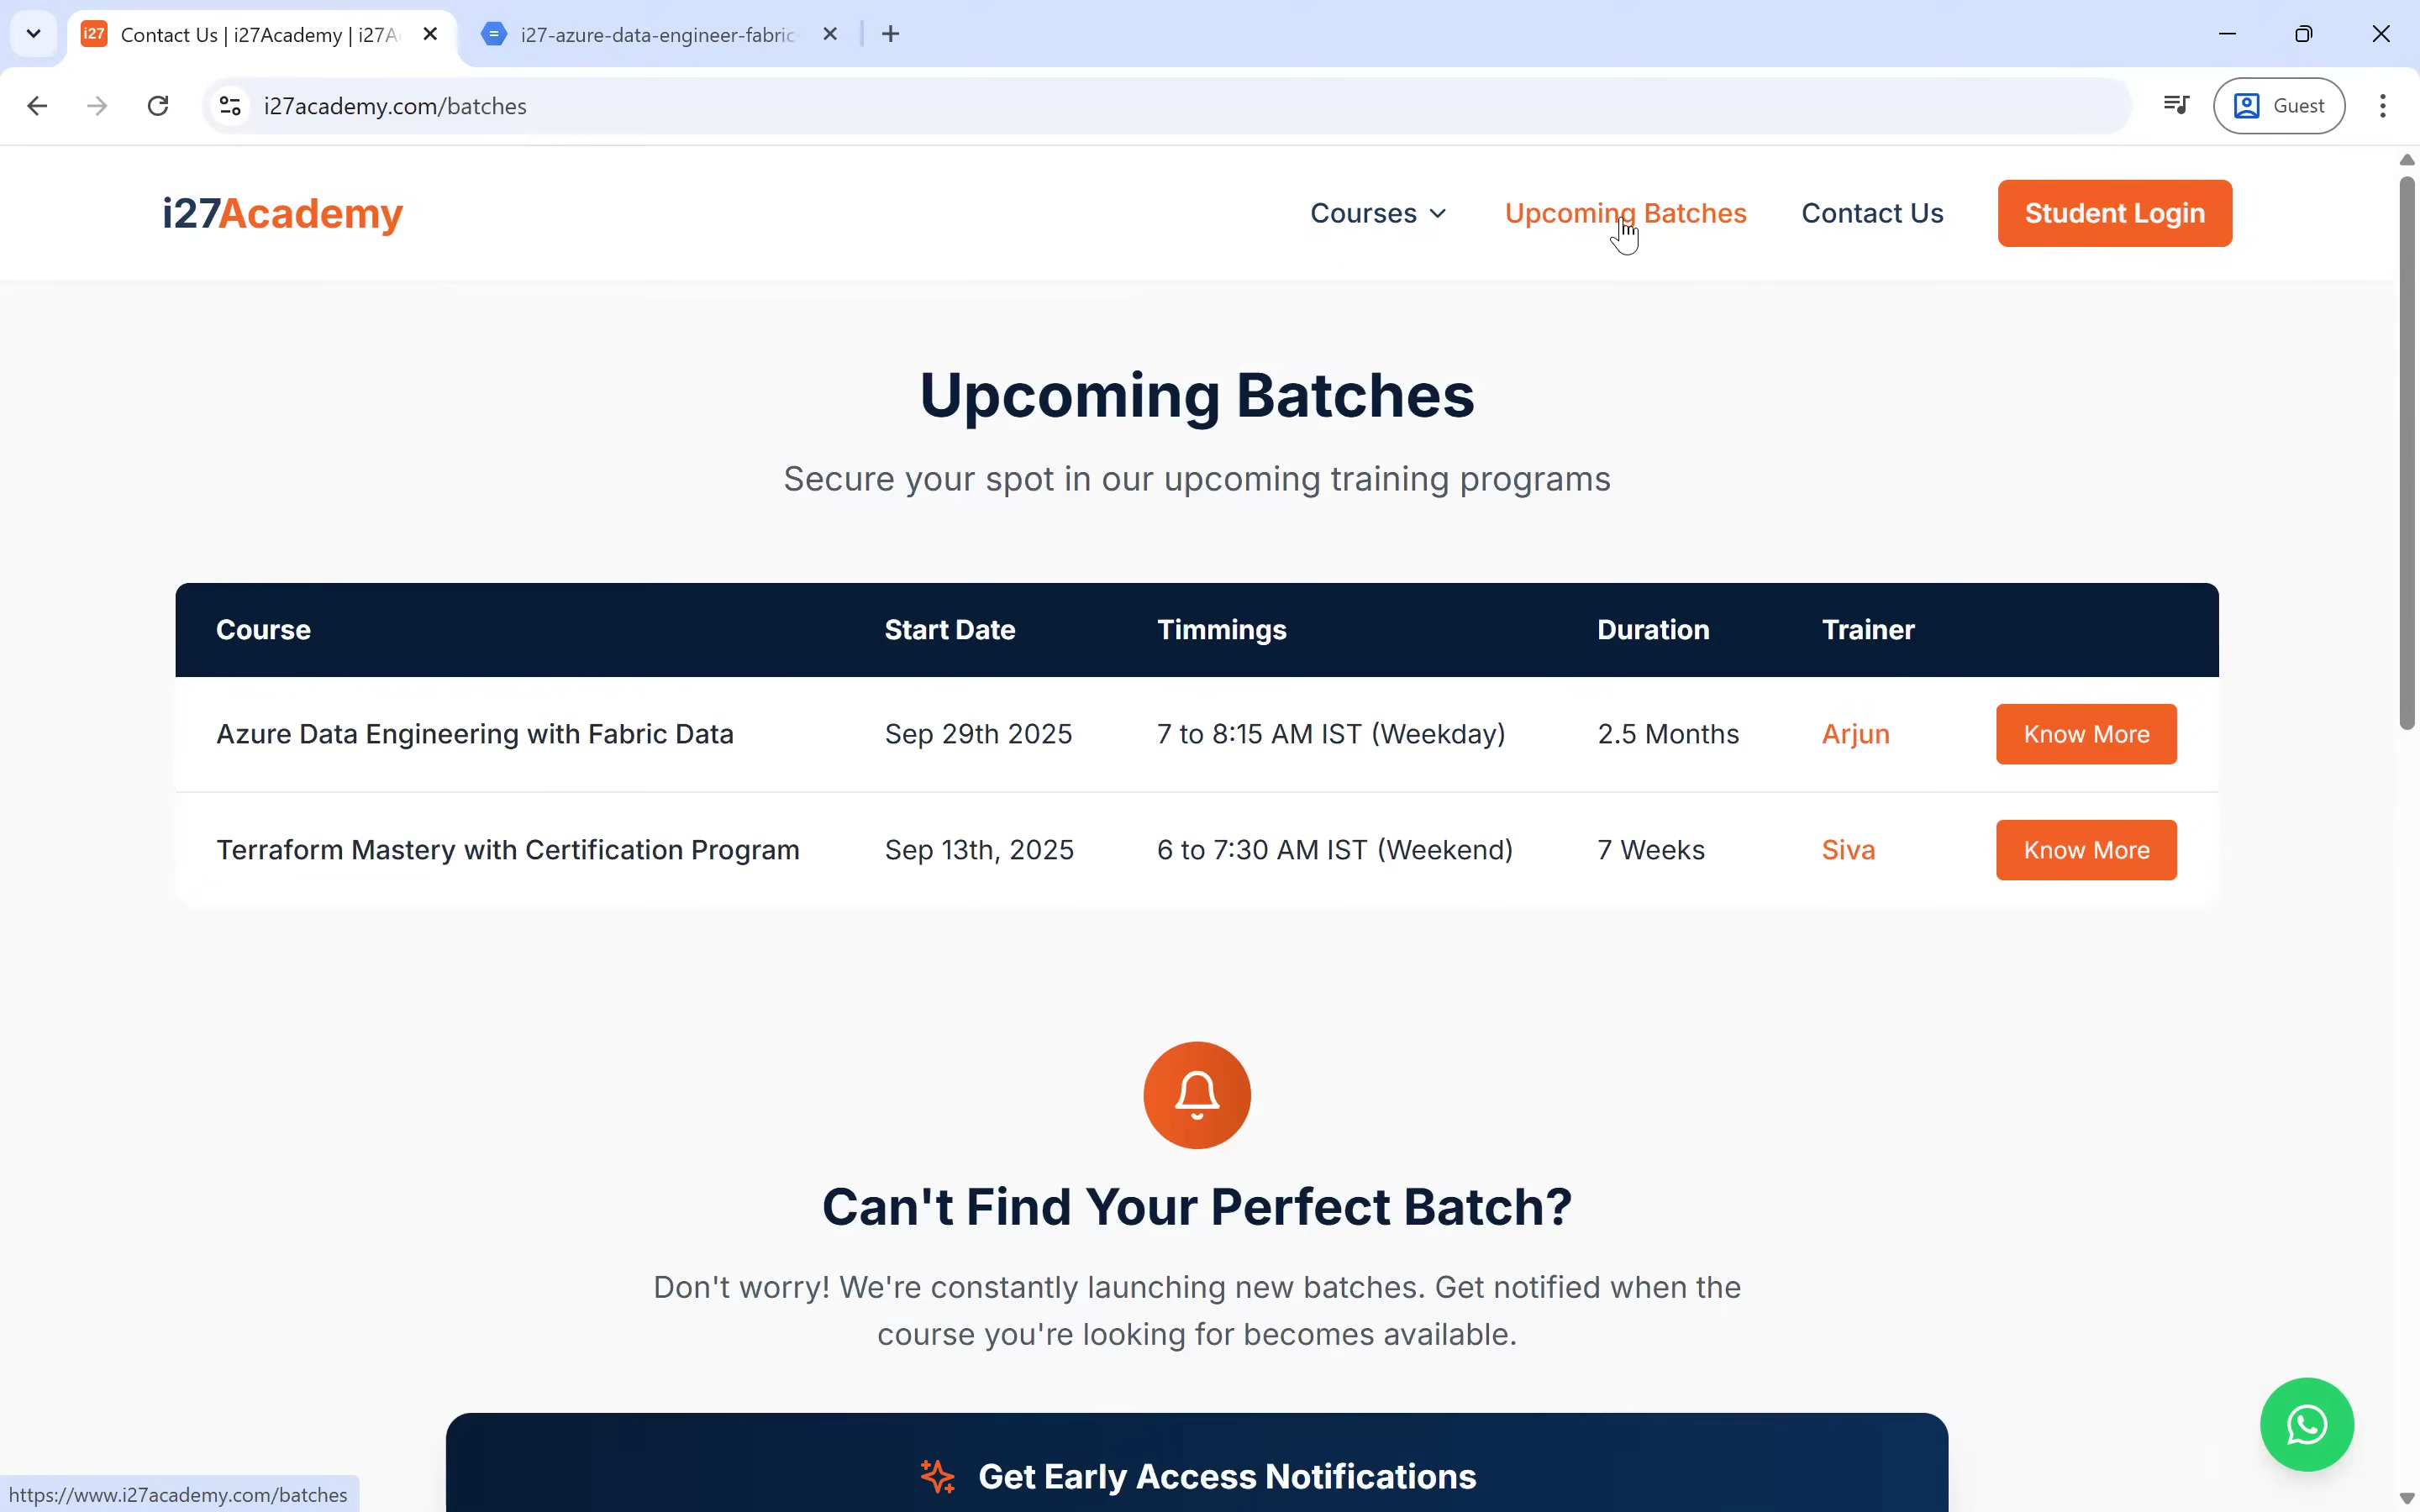 i27 Contact Us | i27Academy | i27A
i27-azure-data-engineer-fabric
i27academy.com/batches
Guest
i27Academy
Courses
Upcoming Batches
Contact Us
Student Login
Upcoming Batches
Secure your spot in our upcoming training programs
Course Start Date Timmings Duration Trainer
Azure Data Engineering with Fabric Data Sep 29th 2025 7 to 8:15 AM IST (Weekday) 2.5 Months Arjun Know More
Terraform Mastery with Certification Program Sep 13th, 2025 6 to 7:30 AM IST (Weekend) 7 Weeks Siva Know More
Can't Find Your Perfect Batch?
Don't worry! We're constantly launching new batches. Get notified when the
course you're looking for becomes available.
Get Early Access Notifications
https://www.i27academy.com/batches